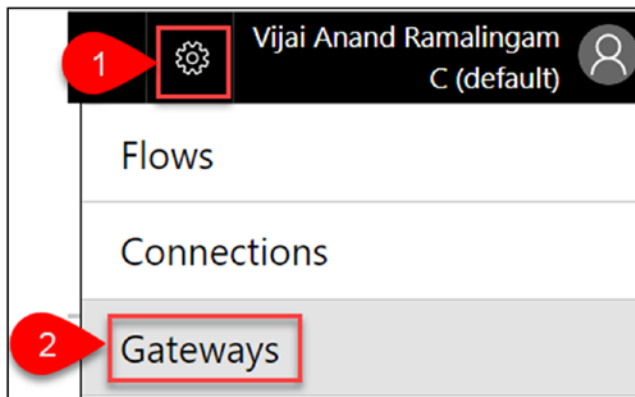 1
Vijai Anand Ramalingam
C (default)
Flows
Connections
2
Gateways